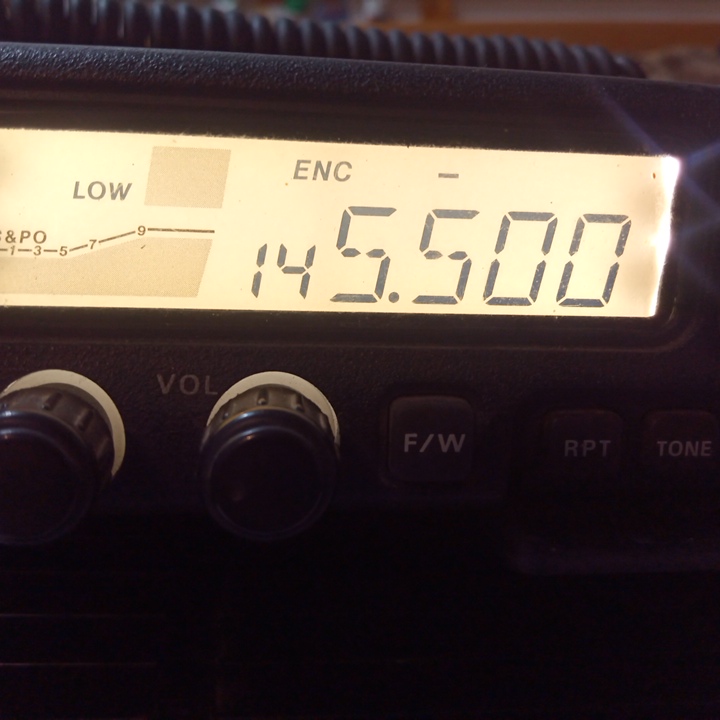 LOW
ENC –
S&PO
1-3-5-7-9
145.500
VOL
F/W
RPT
TONE